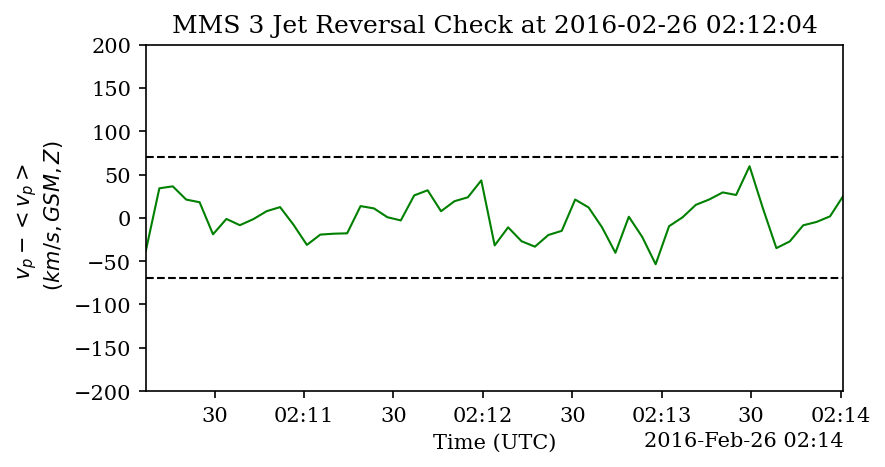 MMS 3 Jet Reversal Check at 2016-02-26 02:12:04
200
150
100
50
0
−50
−100
−150
−200
v_p − < v_p >
(km/s, GSM, Z)
30 02:11 30 02:12 30 02:13 30 02:14
Time (UTC)
2016-Feb-26 02:14